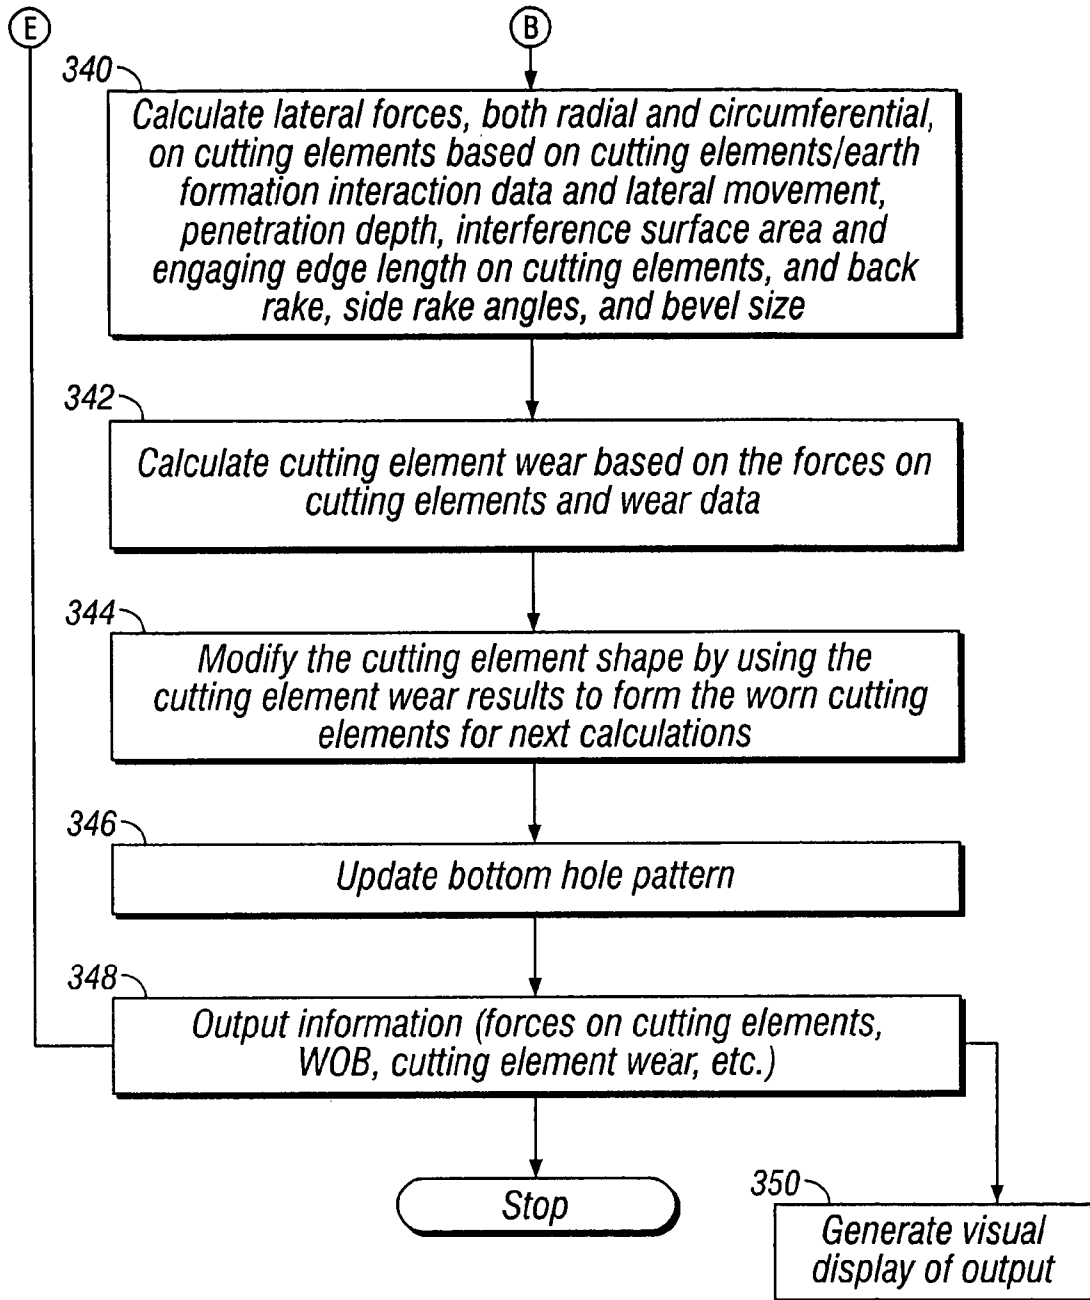 E
B
340
Calculate lateral forces, both radial and circumferential,
on cutting elements based on cutting elements/earth
formation interaction data and lateral movement,
penetration depth, interference surface area and
engaging edge length on cutting elements, and back
rake, side rake angles, and bevel size
342
Calculate cutting element wear based on the forces on
cutting elements and wear data
344
Modify the cutting element shape by using the
cutting element wear results to form the worn cutting
elements for next calculations
346
Update bottom hole pattern
348
Output information (forces on cutting elements,
WOB, cutting element wear, etc.)
Stop
350
Generate visual
display of output